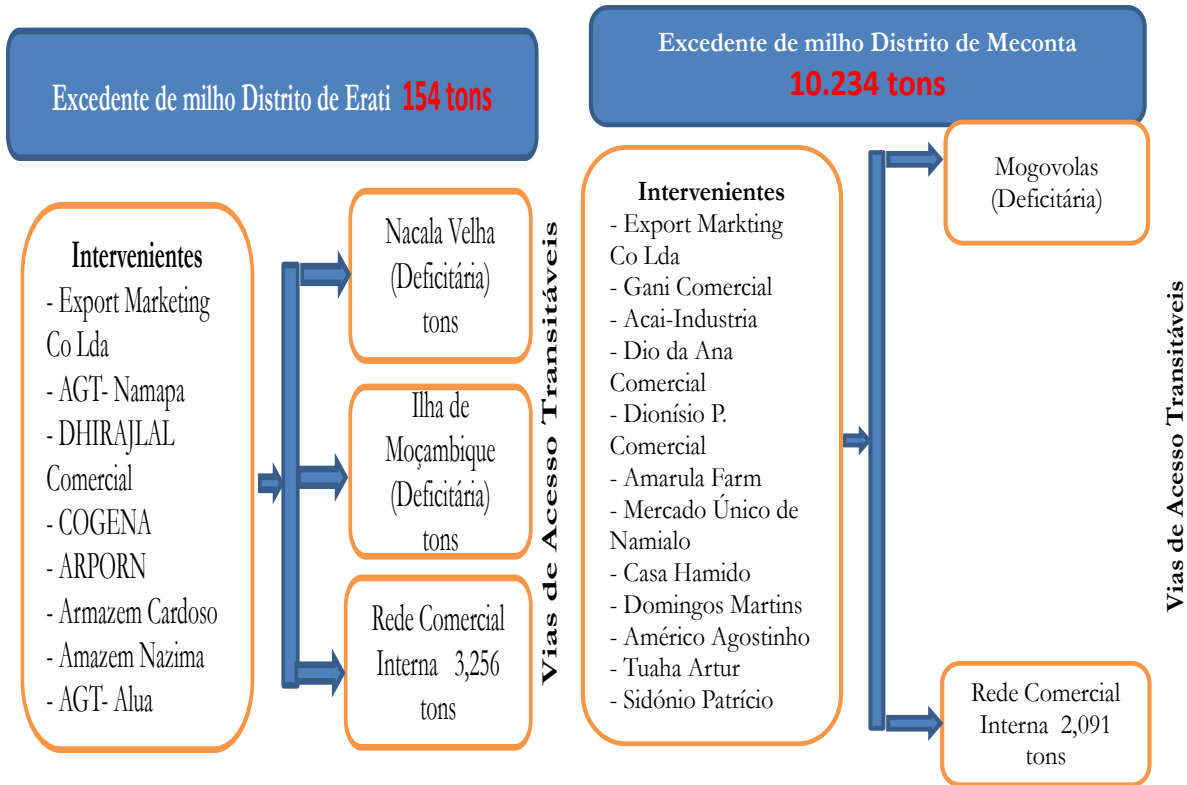 Excedente de milho Distrito de Erati 154 tons
Intervenientes
- Export Marketing
Co Lda
- AGT- Namapa
- DHIRAJLAL
Comercial
- COGENA
- ARPORN
- Armazem Cardoso
- Amazem Nazima
- AGT- Alua
Nacala Velha
(Deficitária)
tons
Ilha de
Moçambique
(Deficitária)
tons
Rede Comercial
Interna 3,256
tons
Vias de Acesso Transitáveis
Excedente de milho Distrito de Meconta
10.234 tons
Intervenientes
- Export Markting
Co Lda
- Gani Comercial
- Acai-Industria
- Dio da Ana
Comercial
- Dionísio P.
Comercial
- Amarula Farm
- Mercado Único de
Namialo
- Casa Hamido
- Domingos Martins
- Américo Agostinho
- Tuaha Artur
- Sidónio Patrício
Mogovolas
(Deficitária)
Rede Comercial
Interna 2,091
tons
Vias de Acesso Transitáveis